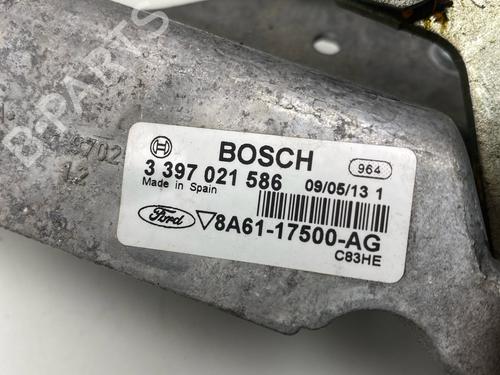 B-PARTS
BOSCH
964
3 397 021 586
09/05/13 1
Made in Spain
Ford
8A61-17500-AG
C83HE
12